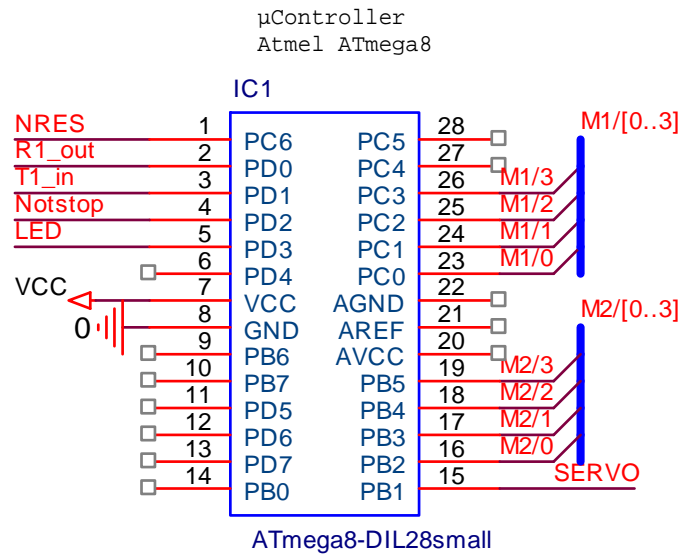 µController
Atmel ATmega8
IC1
NRES 1 PC6 PC5 28
R1_out 2 PD0 PC4 27
T1_in 3 PD1 PC3 26 M1/3
Notstop 4 PD2 PC2 25 M1/2
LED 5 PD3 PC1 24 M1/1
6 PD4 PC0 23 M1/0
VCC 7 VCC AGND 22
0 8 GND AREF 21
9 PB6 AVCC 20
10 PB7 PB5 19 M2/3
11 PD5 PB4 18 M2/2
12 PD6 PB3 17 M2/1
13 PD7 PB2 16 M2/0
14 PB0 PB1 15 SERVO
M1/[0..3]
M2/[0..3]
ATmega8-DIL28small